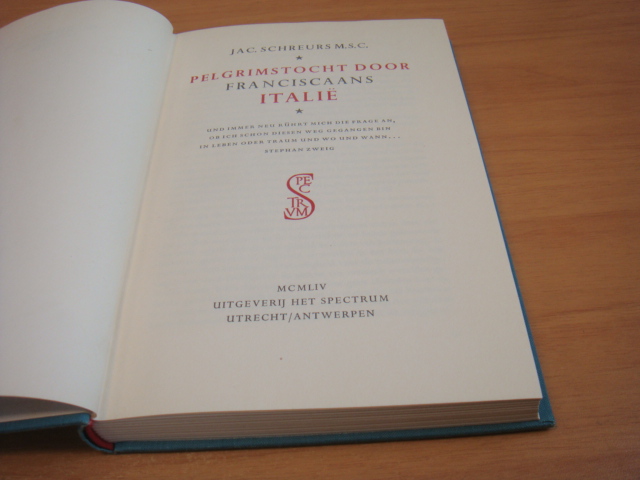 JAC. SCHREURS M.S.C.
PELGRIMSTOCHT DOOR
FRANCISCAANS
ITALIË
UND IMMER NEU RÜHRT MICH DIE FRAGE AN,
OB ICH SCHON DIESEN WEG GEGANGEN BIN
IN LEBEN ODER TRAUM UND WO UND WANN...
STEPHAN ZWEIG
SPECTRVM
MCMLIV
UITGEVERIJ HET SPECTRUM
UTRECHT/ANTWERPEN